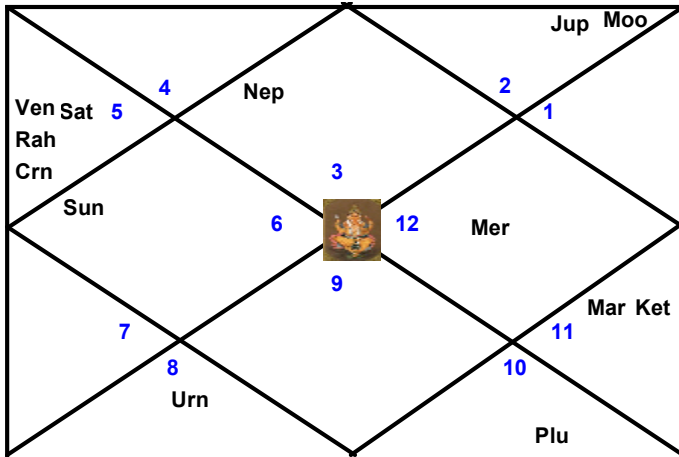 Jup Moo
4 Nep 2
Ven Sat 5 1
Rah
Crn
3
Sun
6 12 Mer
9
Mar Ket
7 11
8 10
Urn
Plu